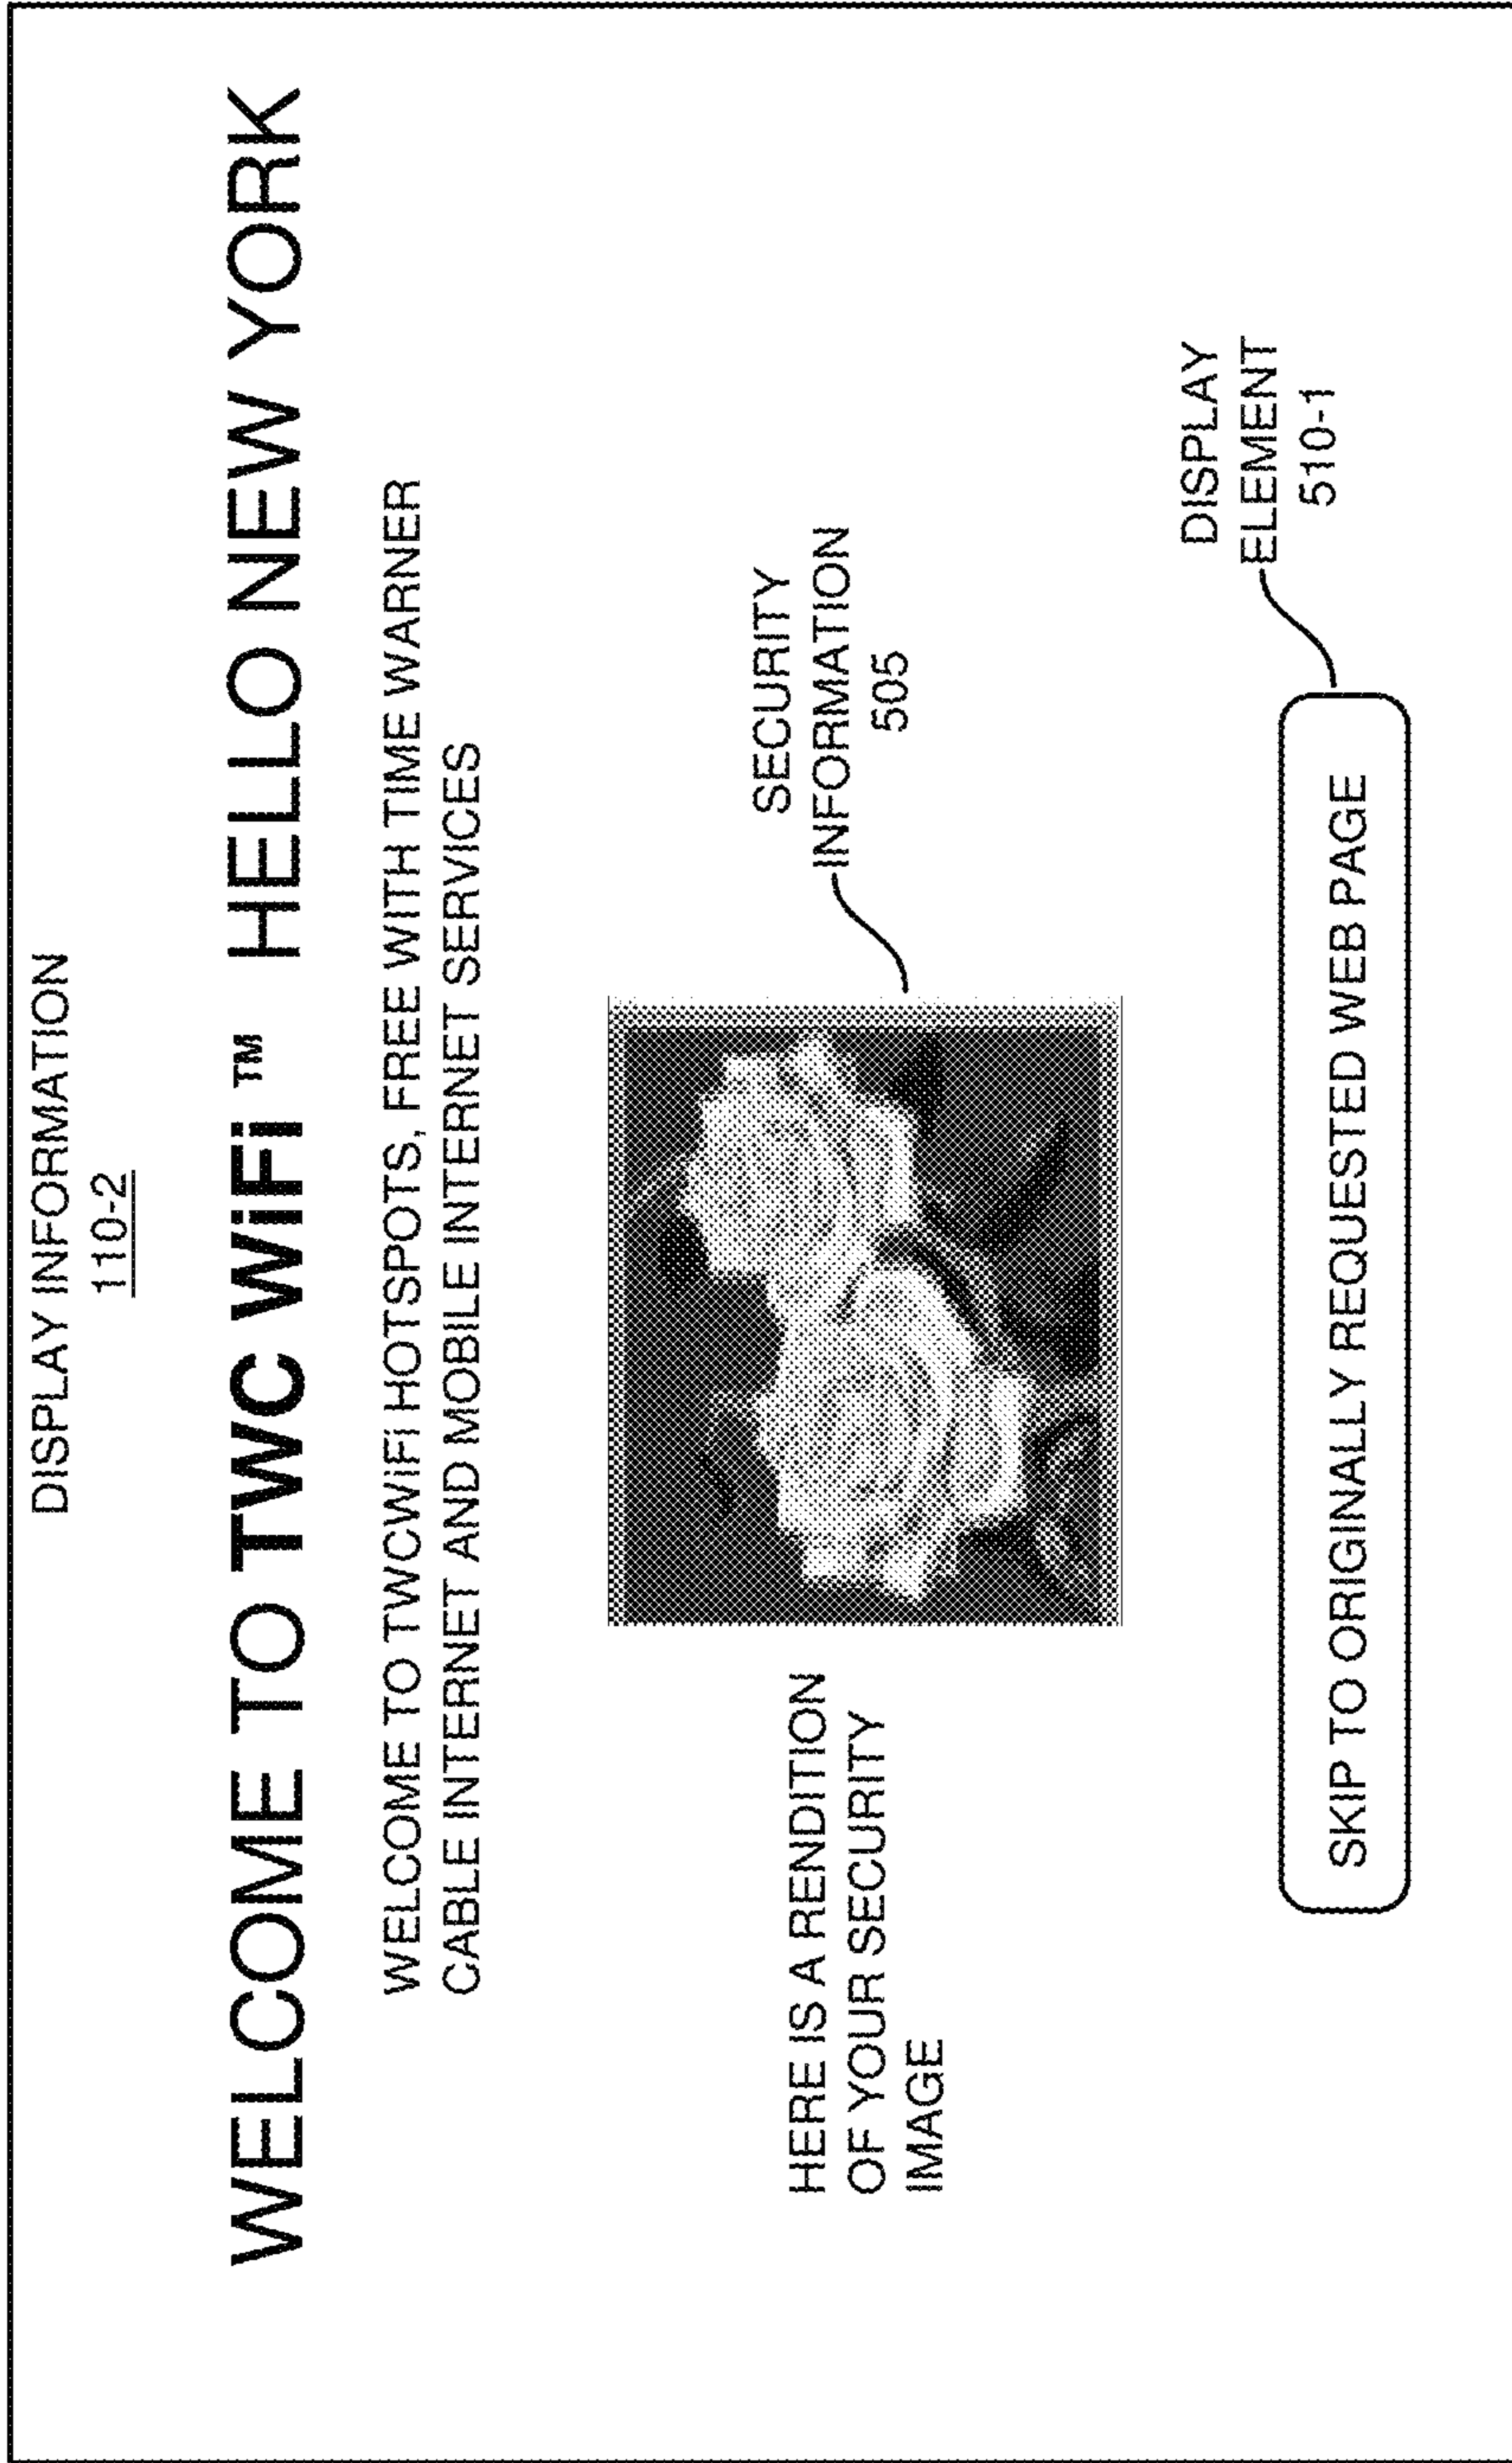 DISPLAY INFORMATION
110-2
WELCOME TO TWC WiFi™ HELLO NEW YORK
WELCOME TO TWCWiFi HOTSPOTS, FREE WITH TIME WARNER
CABLE INTERNET AND MOBILE INTERNET SERVICES
HERE IS A RENDITION
OF YOUR SECURITY
IMAGE
SECURITY
INFORMATION
505
DISPLAY
ELEMENT
510-1
SKIP TO ORIGINALLY REQUESTED WEB PAGE